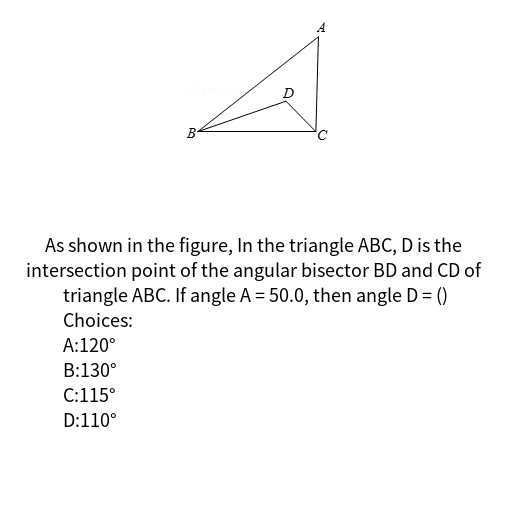 A
D
B
C
As shown in the figure, In the triangle ABC, D is the
intersection point of the angular bisector BD and CD of
triangle ABC. If angle A = 50.0, then angle D = ()
Choices:
A:120°
B:130°
C:115°
D:110°